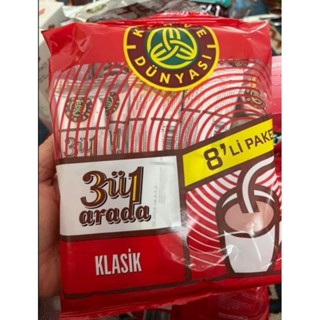 KAHVE
DÜNYASI
8'Lİ PAKE
3ü1
arada
KLASİK